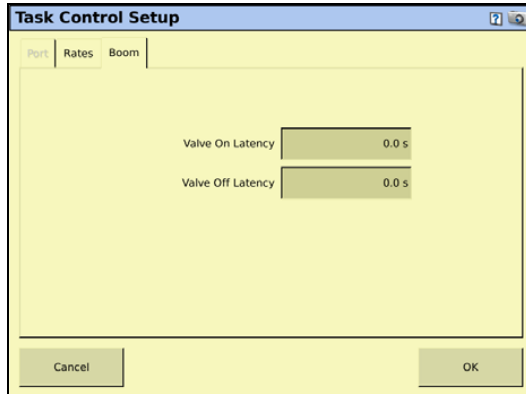 Task Control Setup ?
Port Rates Boom
Valve On Latency 0.0 s
Valve Off Latency 0.0 s
Cancel OK